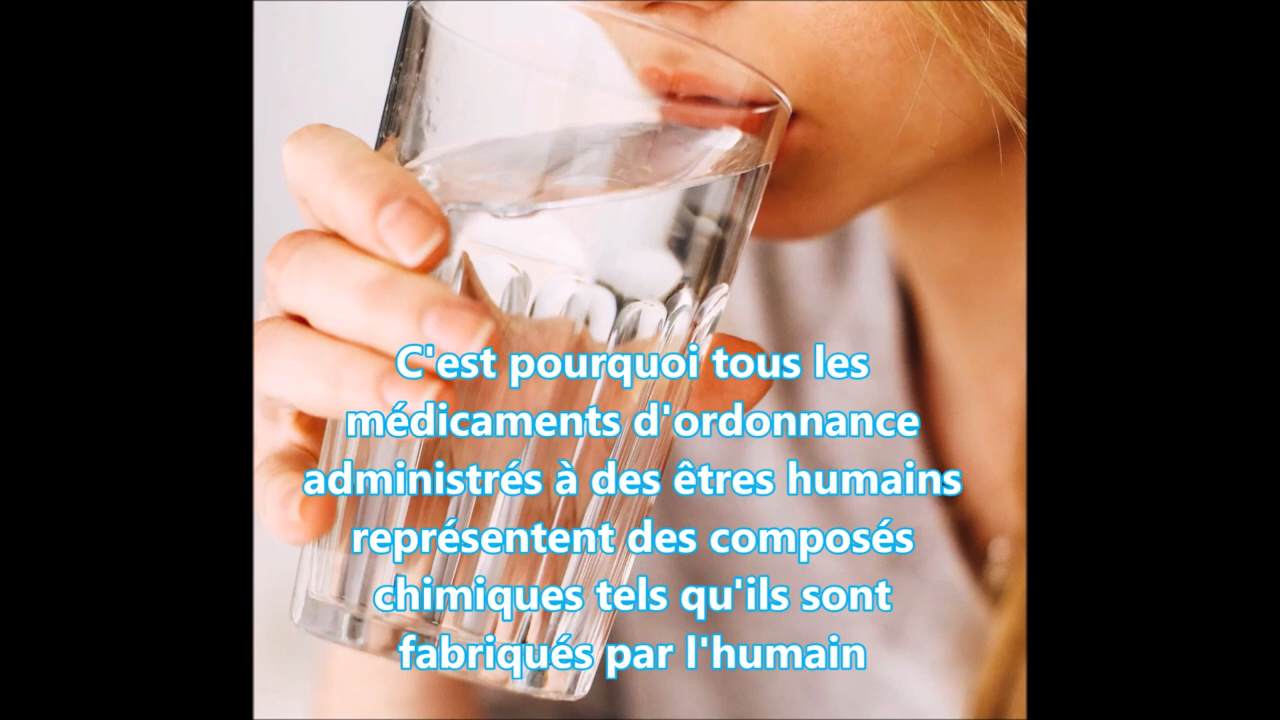 C'est pourquoi tous les
médicaments d'ordonnance
administrés à des êtres humains
représentent des composés
chimiques tels qu'ils sont
fabriqués par l'humain